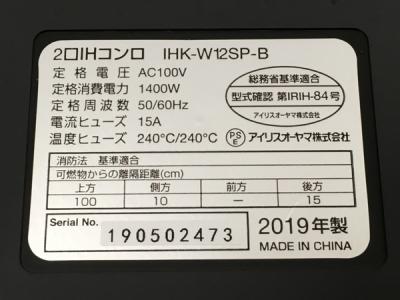 2口IHコンロ IHK-W12SP-B
定格電圧 AC100V
定格消費電力 1400W
定格周波数 50/60Hz
電流ヒューズ 15A
温度ヒューズ 240℃/240℃
総務省基準適合
型式確認 第IRIH-84号
アイリスオーヤマ株式会社
PS
E
アイリスオーヤマ株式会社
消防法 基準適合
可燃物からの離隔距離(cm)
上方 側方 前方 後方
100 10 — 15
Serial No.
190502473
2019年製
MADE IN CHINA